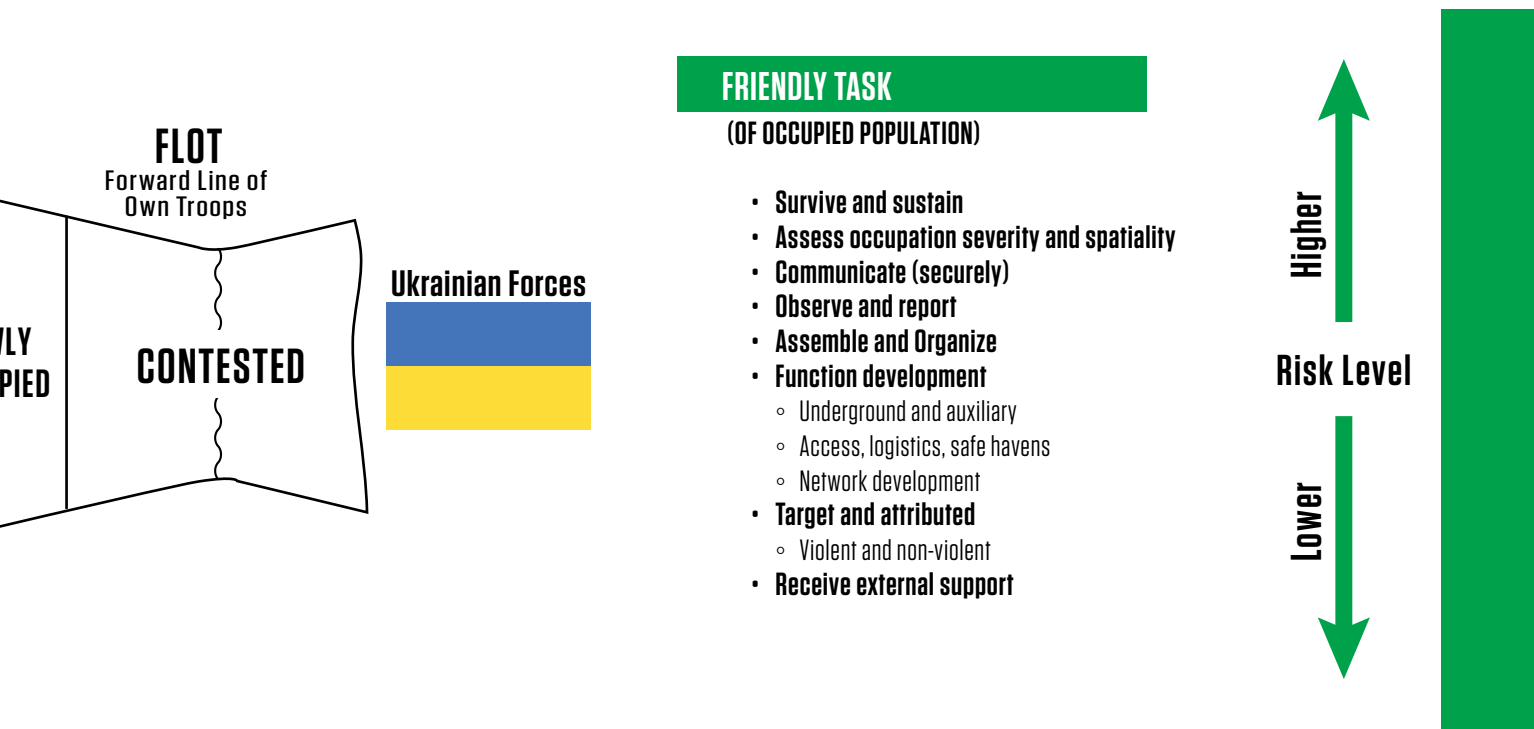 FLOT
Forward Line of
Own Troops
CONTESTED
Ukrainian Forces
FRIENDLY TASK
(OF OCCUPIED POPULATION)
• Survive and sustain
• Assess occupation severity and spatiality
• Communicate (securely)
• Observe and report
• Assemble and Organize
• Function development
◦ Underground and auxiliary
◦ Access, logistics, safe havens
◦ Network development
• Target and attributed
◦ Violent and non-violent
• Receive external support
Higher
Risk Level
Lower